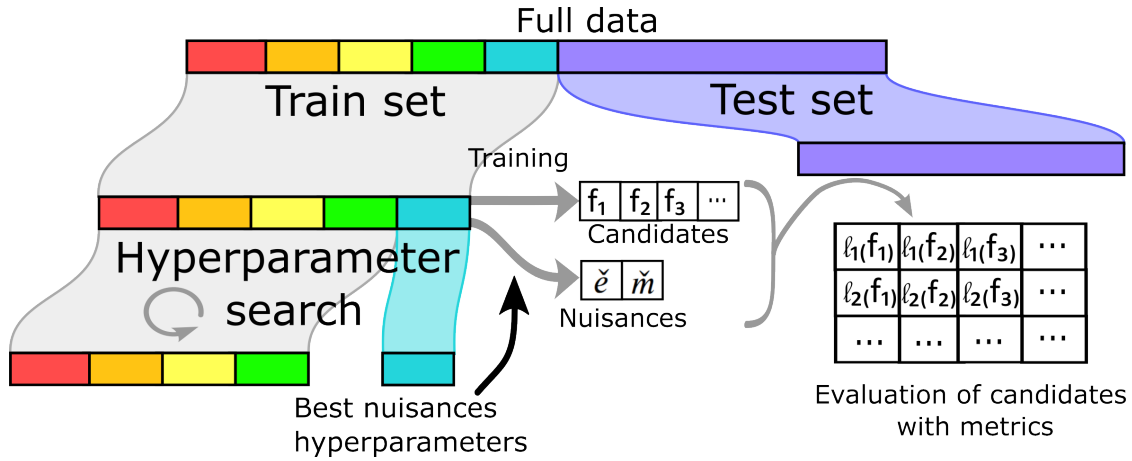 Full data
Train set
Test set
Training
f₁ f₂ f₃ ...
Candidates
Hyperparameter
search
ě m̌
Nuisances
ℓ₁(f₁) ℓ₁(f₂) ℓ₁(f₃) ...
ℓ₂(f₁) ℓ₂(f₂) ℓ₂(f₃) ...
... ... ... ...
Best nuisances
hyperparameters
Evaluation of candidates
with metrics